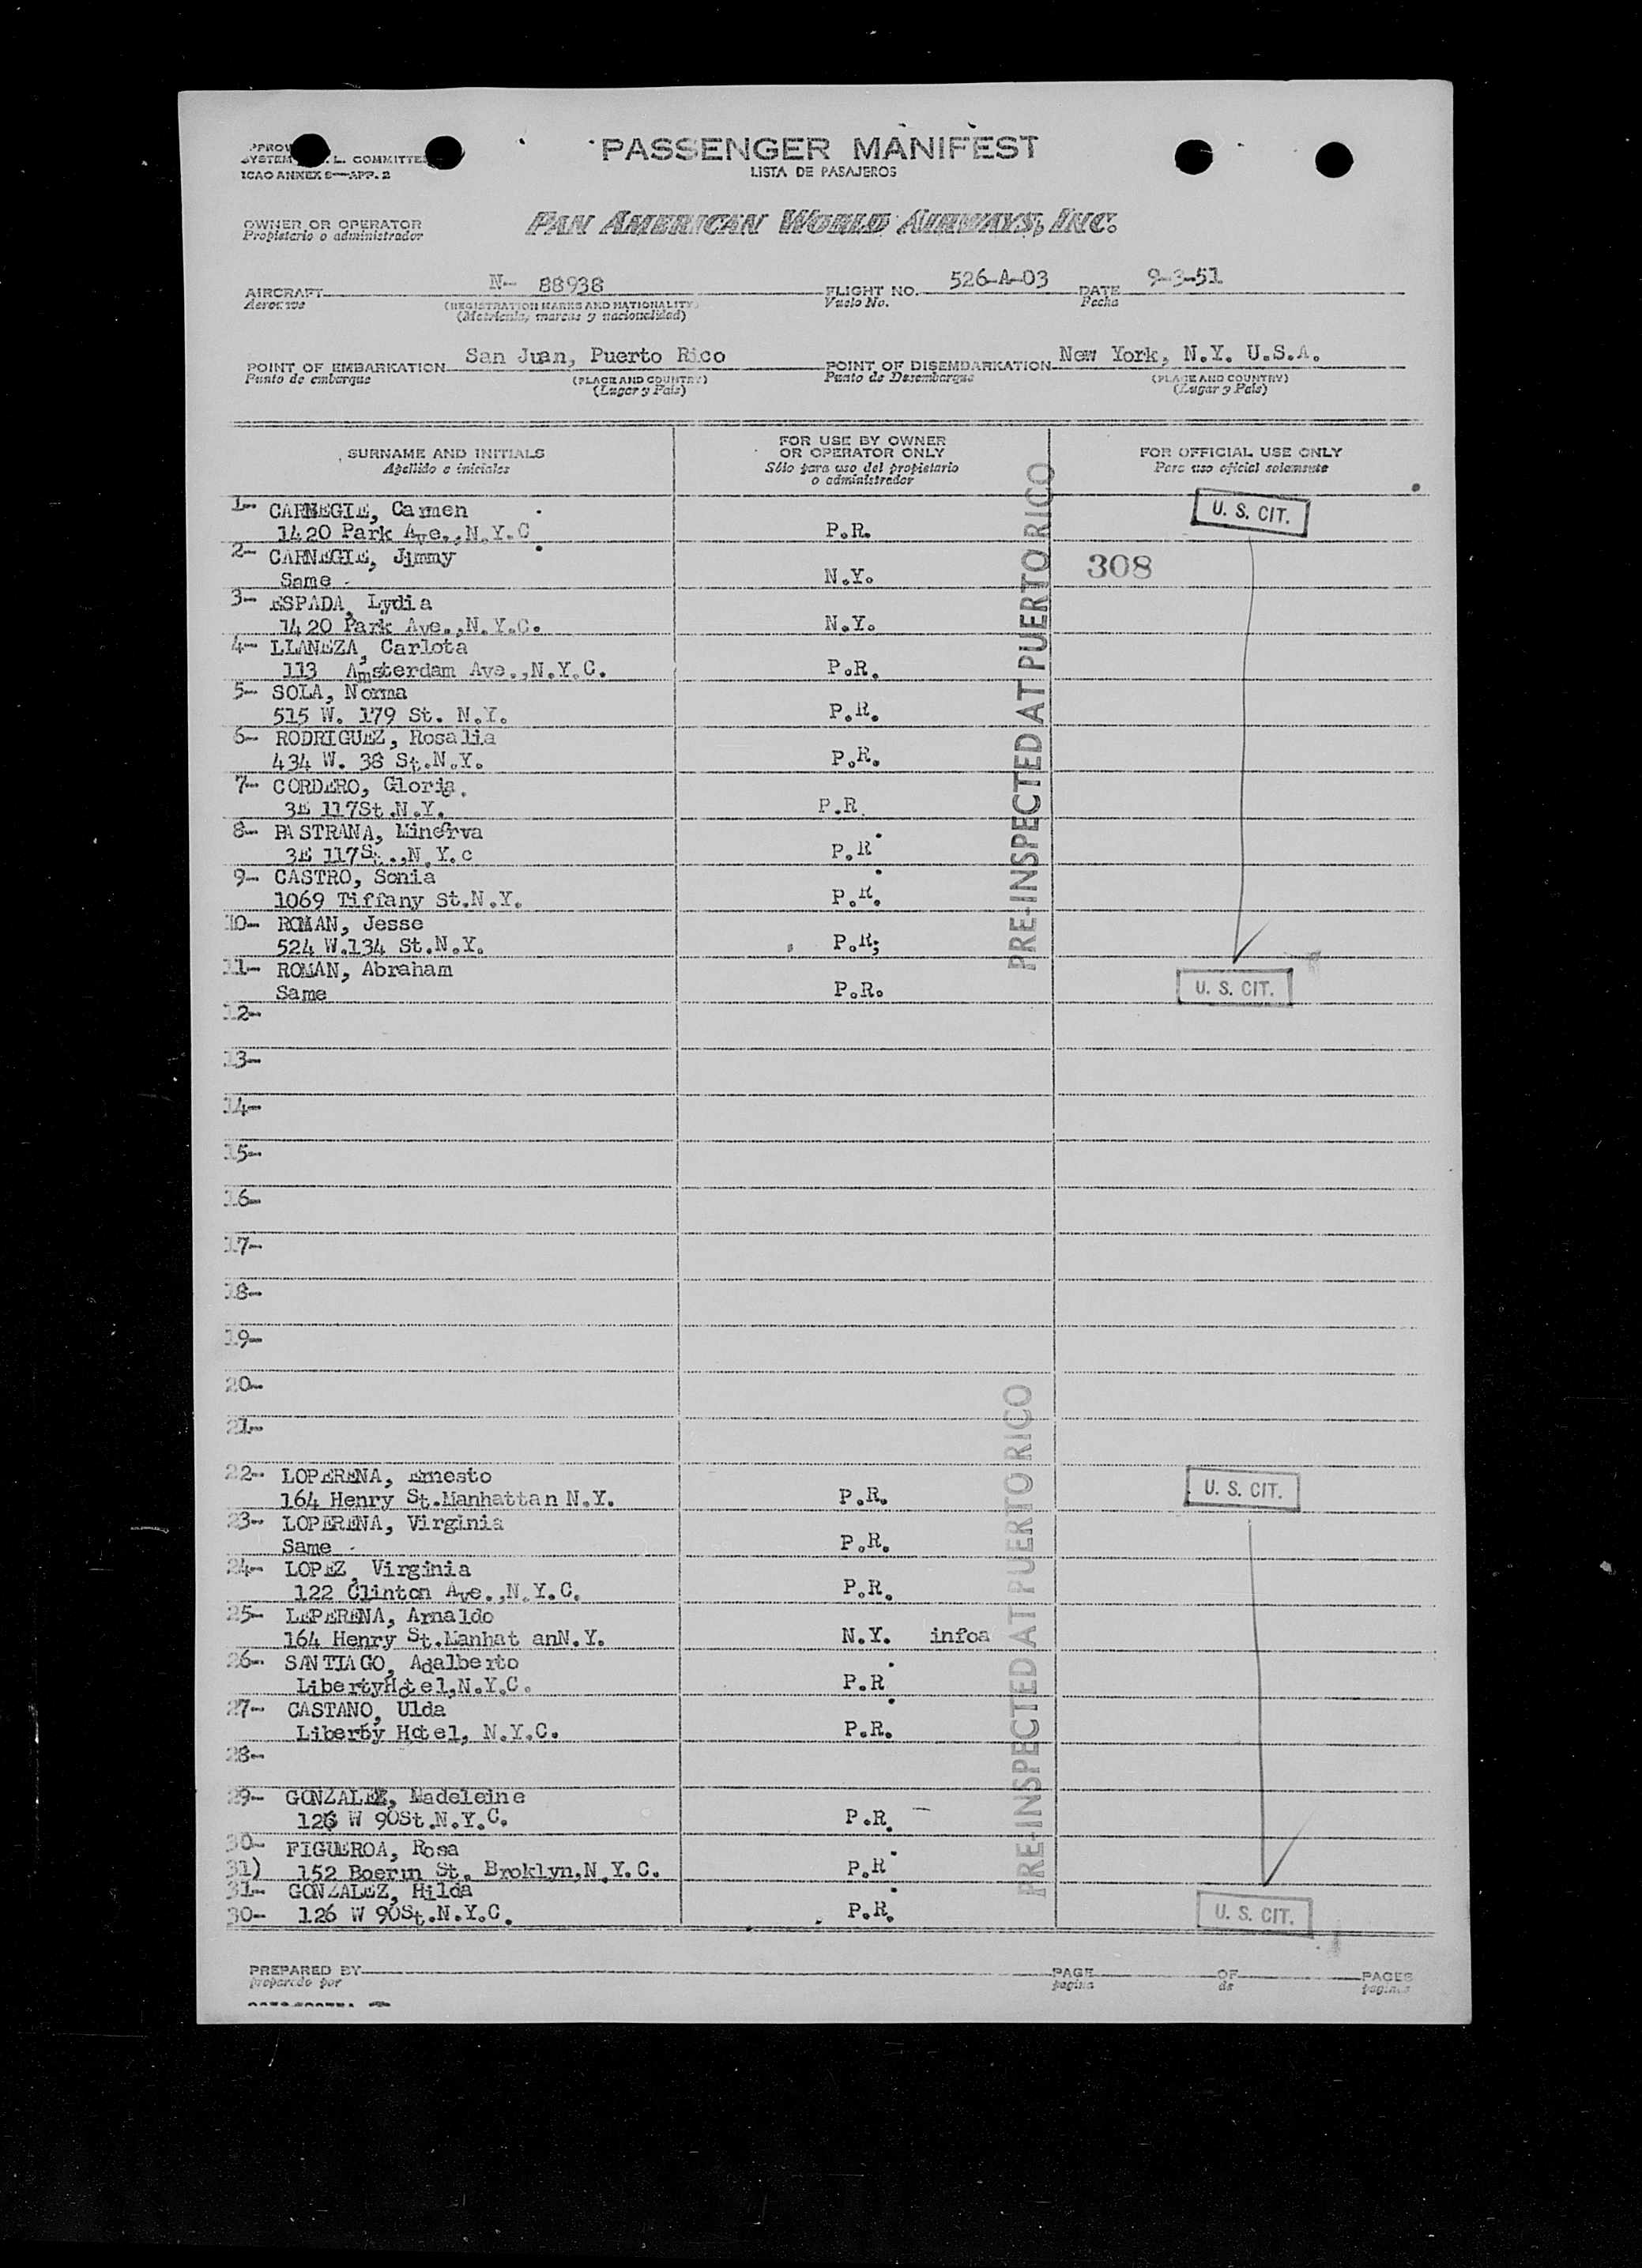 PASSENGER MANIFEST
LISTA DE PASAJEROS
L. COMMITTEE
ICAO ANNEX 9—APP. 2
OWNER OR OPERATOR
Propietario o administrador
PAN AMERICAN WORLD AIRWAYS, INC.
AIRCRAFT N- 88938 FLIGHT NO. 526-A-03 DATE 9-3-51
Aeronave (REGISTRATION MARKS AND NATIONALITY) Vuelo No. Fecha
(Matrícula, marcas y nacionalidad)
POINT OF EMBARKATION San Juan, Puerto Rico POINT OF DISEMBARKATION New York, N.Y. U.S.A.
Punto de embarque (PLACE AND COUNTRY) Punto de Desembarque (PLACE AND COUNTRY)
(Lugar y País) (Lugar y País)
SURNAME AND INITIALS FOR USE BY OWNER OR OPERATOR ONLY FOR OFFICIAL USE ONLY
Apellido e iniciales Sólo para uso del propietario o administrador Para uso oficial solamente
1- CARNEGIE, Carmen U. S. CIT.
1420 Park Ave.,N.Y.C P.R.
2- CARNEGIE, Jimmy 308
Same N.Y.
3- ESPADA, Lydia
1420 Park Ave.,N.Y.C. N.Y.
4- LLANEZA, Carlota
113 Amsterdam Ave.,N.Y.C. P.R.
5- SOLA, Norma
515 W. 179 St. N.Y. P.R.
6- RODRIGUEZ, Rosalia
434 W. 38 St.N.Y. P.R.
7- CORDERO, Gloria.
3E 117St.N.Y. P.R.
8- PASTRANA, Minerva
3E 117St.,N.Y.c P.R
9- CASTRO, Sonia
1069 Tiffany St.N.Y. P.R.
10- ROMAN, Jesse
524 W.134 St.N.Y. P.R;
11- ROMAN, Abraham
Same P.R. U. S. CIT.
PRE-INSPECTED AT PUERTO RICO
12-
13-
14-
15-
16-
17-
18-
19-
20-
21-
22- LOPERENA, Ernesto
164 Henry St.Manhattan N.Y. P.R. U. S. CIT.
23- LOPERENA, Virginia
Same P.R.
24- LOPEZ, Virginia
122 Clinton Ave.,N.Y.C. P.R.
25- LEPERENA, Arnaldo
164 Henry St.Manhat anN.Y. N.Y. infoa
26- SANTIAGO, Adalberto
LibertyHotel,N.Y.C. P.R
27- CASTANO, Ulda
Liberty Hotel, N.Y.C. P.R.
28-
29- GONZALEZ, Madeleine
126 W 90St.N.Y.C. P.R.
30- FIGUEROA, Rosa
31) 152 Boerum St. Broklyn,N.Y.C. P.R
31- GONZALEZ, Hilda
30- 126 W 90St.N.Y.C. P.R. U. S. CIT.
PRE-INSPECTED AT PUERTO RICO
PREPARED BY PAGE OF PAGES
preparado por página de páginas